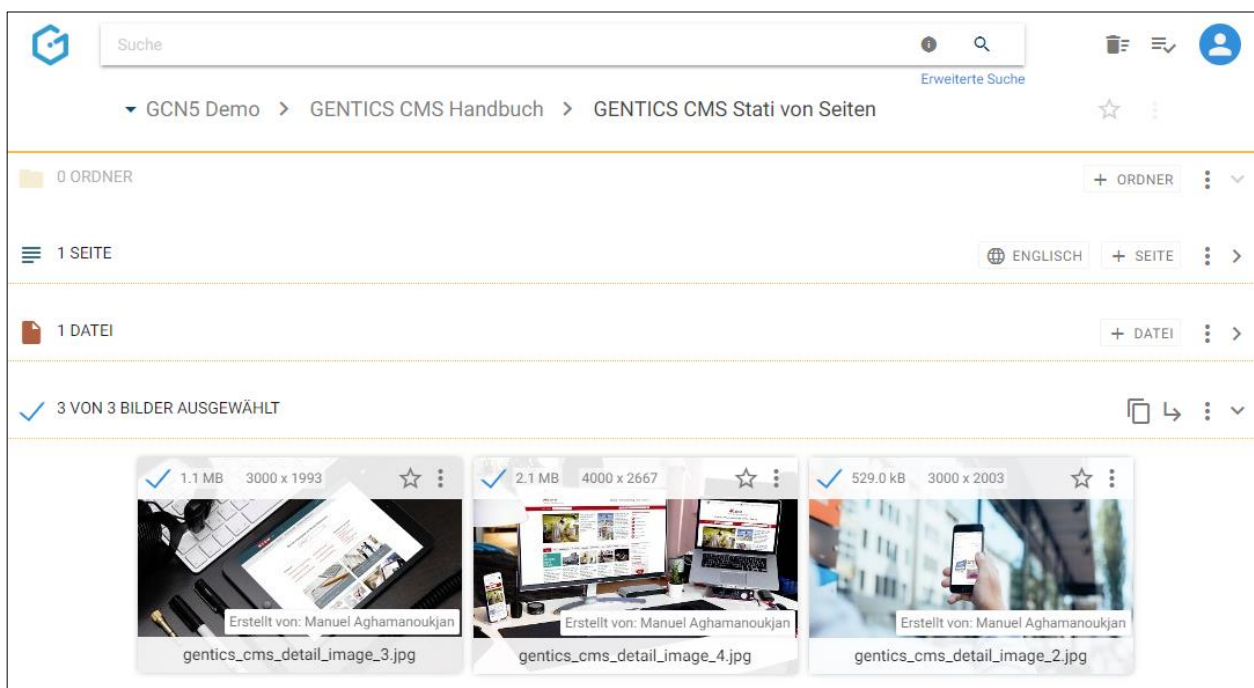 Suche
Erweiterte Suche
GCN5 Demo > GENTICS CMS Handbuch > GENTICS CMS Stati von Seiten
0 ORDNER + ORDNER
1 SEITE ENGLISCH + SEITE
1 DATEI + DATEI
3 VON 3 BILDER AUSGEWÄHLT
1.1 MB 3000 x 1993 2.1 MB 4000 x 2667 529.0 kB 3000 x 2003
Erstellt von: Manuel Aghamanoukjan Erstellt von: Manuel Aghamanoukjan Erstellt von: Manuel Aghamanoukjan
gentics_cms_detail_image_3.jpg gentics_cms_detail_image_4.jpg gentics_cms_detail_image_2.jpg